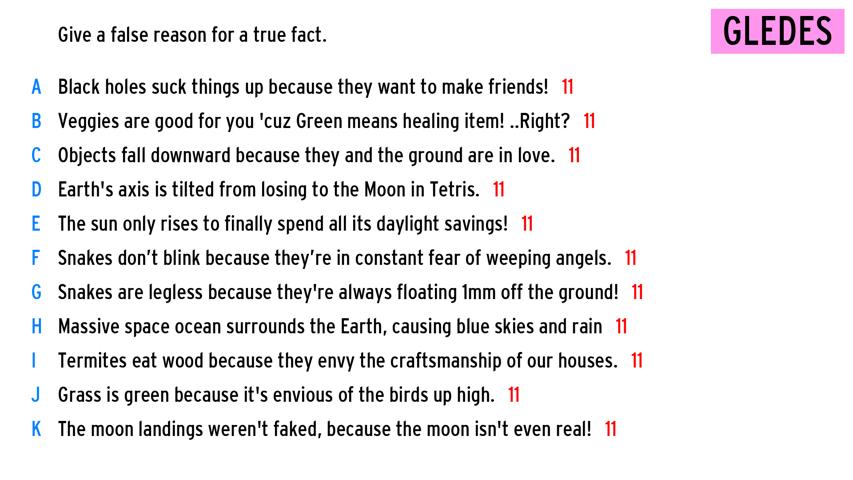 Give a false reason for a true fact.
GLEDES
A Black holes suck things up because they want to make friends! 11
B Veggies are good for you 'cuz Green means healing item! ..Right? 11
C Objects fall downward because they and the ground are in love. 11
D Earth's axis is tilted from losing to the Moon in Tetris. 11
E The sun only rises to finally spend all its daylight savings! 11
F Snakes don’t blink because they’re in constant fear of weeping angels. 11
G Snakes are legless because they're always floating 1mm off the ground! 11
H Massive space ocean surrounds the Earth, causing blue skies and rain 11
I Termites eat wood because they envy the craftsmanship of our houses. 11
J Grass is green because it's envious of the birds up high. 11
K The moon landings weren't faked, because the moon isn't even real! 11